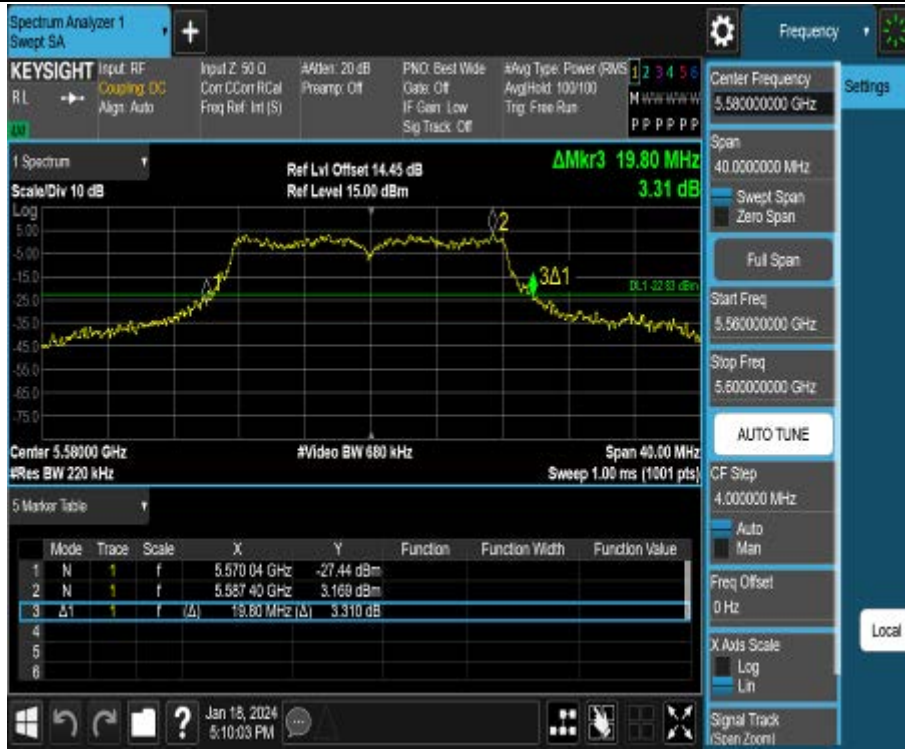 Spectrum Analyzer 1
Swept SA
Frequency
Settings
KEYSIGHT
RL
Input: RF
Coupling: DC
Align: Auto
Input Z: 50 Ω
Corr CCorr RCal
Freq Ref: Int (S)
#Atten: 20 dB
Preamp: Off
PNO: Best Wide
Gate: Off
IF Gain: Low
Sig Track: Off
#Avg Type: Power (RMS
Avg|Hold: 100/100
Trig: Free Run
1 2 3 4 5 6
M W W W W W
P P P P P P
1 Spectrum
Scale/Div 10 dB
Ref Lvl Offset 14.45 dB
Ref Level 15.00 dBm
ΔMkr3 19.80 MHz
3.31 dB
Log
5.00
-5.00
-15.0
-25.0
-35.0
-45.0
-55.0
-65.0
-75.0
2
1
3Δ1
DL1 -22.83 dBm
Center 5.58000 GHz
#Res BW 220 kHz
#Video BW 680 kHz
Span 40.00 MHz
Sweep 1.00 ms (1001 pts)
5 Marker Table
Mode Trace Scale X Y Function Function Width Function Value
1 N 1 f 5.570 04 GHz -27.44 dBm
2 N 1 f 5.587 40 GHz 3.169 dBm
3 Δ1 1 f (Δ) 19.80 MHz (Δ) 3.310 dB
4
5
6
Jan 18, 2024
5:10:03 PM
Center Frequency
5.580000000 GHz
Span
40.0000000 MHz
Swept Span
Zero Span
Full Span
Start Freq
5.560000000 GHz
Stop Freq
5.600000000 GHz
AUTO TUNE
CF Step
4.000000 MHz
Auto
Man
Freq Offset
0 Hz
X Axis Scale
Log
Lin
Signal Track
(Span Zoom)
Local